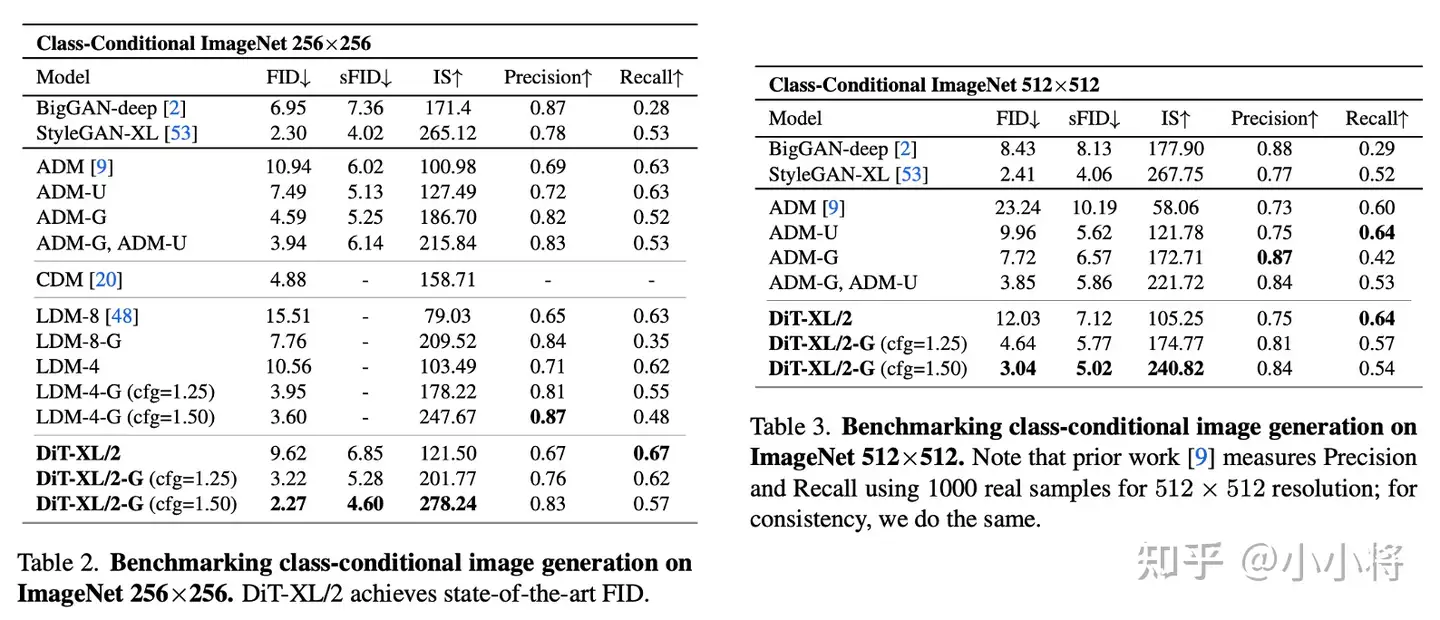 Class-Conditional ImageNet 256×256
Model FID↓ sFID↓ IS↑ Precision↑ Recall↑
BigGAN-deep [2] 6.95 7.36 171.4 0.87 0.28
StyleGAN-XL [53] 2.30 4.02 265.12 0.78 0.53
ADM [9] 10.94 6.02 100.98 0.69 0.63
ADM-U 7.49 5.13 127.49 0.72 0.63
ADM-G 4.59 5.25 186.70 0.82 0.52
ADM-G, ADM-U 3.94 6.14 215.84 0.83 0.53
CDM [20] 4.88 - 158.71 - -
LDM-8 [48] 15.51 - 79.03 0.65 0.63
LDM-8-G 7.76 - 209.52 0.84 0.35
LDM-4 10.56 - 103.49 0.71 0.62
LDM-4-G (cfg=1.25) 3.95 - 178.22 0.81 0.55
LDM-4-G (cfg=1.50) 3.60 - 247.67 0.87 0.48
DiT-XL/2 9.62 6.85 121.50 0.67 0.67
DiT-XL/2-G (cfg=1.25) 3.22 5.28 201.77 0.76 0.62
DiT-XL/2-G (cfg=1.50) 2.27 4.60 278.24 0.83 0.57
Table 2. Benchmarking class-conditional image generation on
ImageNet 256×256. DiT-XL/2 achieves state-of-the-art FID.
Class-Conditional ImageNet 512×512
Model FID↓ sFID↓ IS↑ Precision↑ Recall↑
BigGAN-deep [2] 8.43 8.13 177.90 0.88 0.29
StyleGAN-XL [53] 2.41 4.06 267.75 0.77 0.52
ADM [9] 23.24 10.19 58.06 0.73 0.60
ADM-U 9.96 5.62 121.78 0.75 0.64
ADM-G 7.72 6.57 172.71 0.87 0.42
ADM-G, ADM-U 3.85 5.86 221.72 0.84 0.53
DiT-XL/2 12.03 7.12 105.25 0.75 0.64
DiT-XL/2-G (cfg=1.25) 4.64 5.77 174.77 0.81 0.57
DiT-XL/2-G (cfg=1.50) 3.04 5.02 240.82 0.84 0.54
Table 3. Benchmarking class-conditional image generation on
ImageNet 512×512. Note that prior work [9] measures Precision
and Recall using 1000 real samples for 512 × 512 resolution; for
consistency, we do the same.
知乎 @小小将